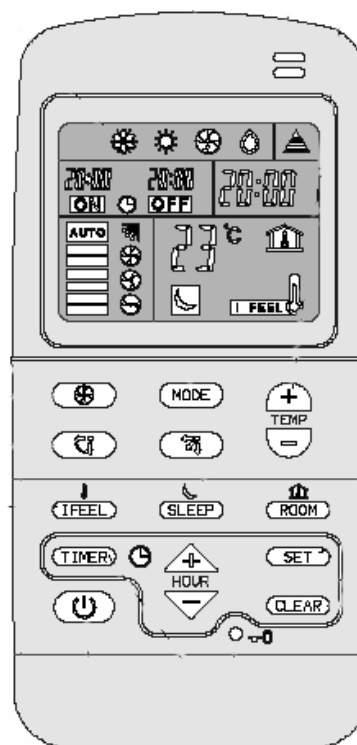 20:00 20:00 20:00
ON OFF
AUTO 23 °C
I FEEL
MODE
+
TEMP
−
IFEEL SLEEP ROOM
TIMER + SET
HOUR
−
CLEAR